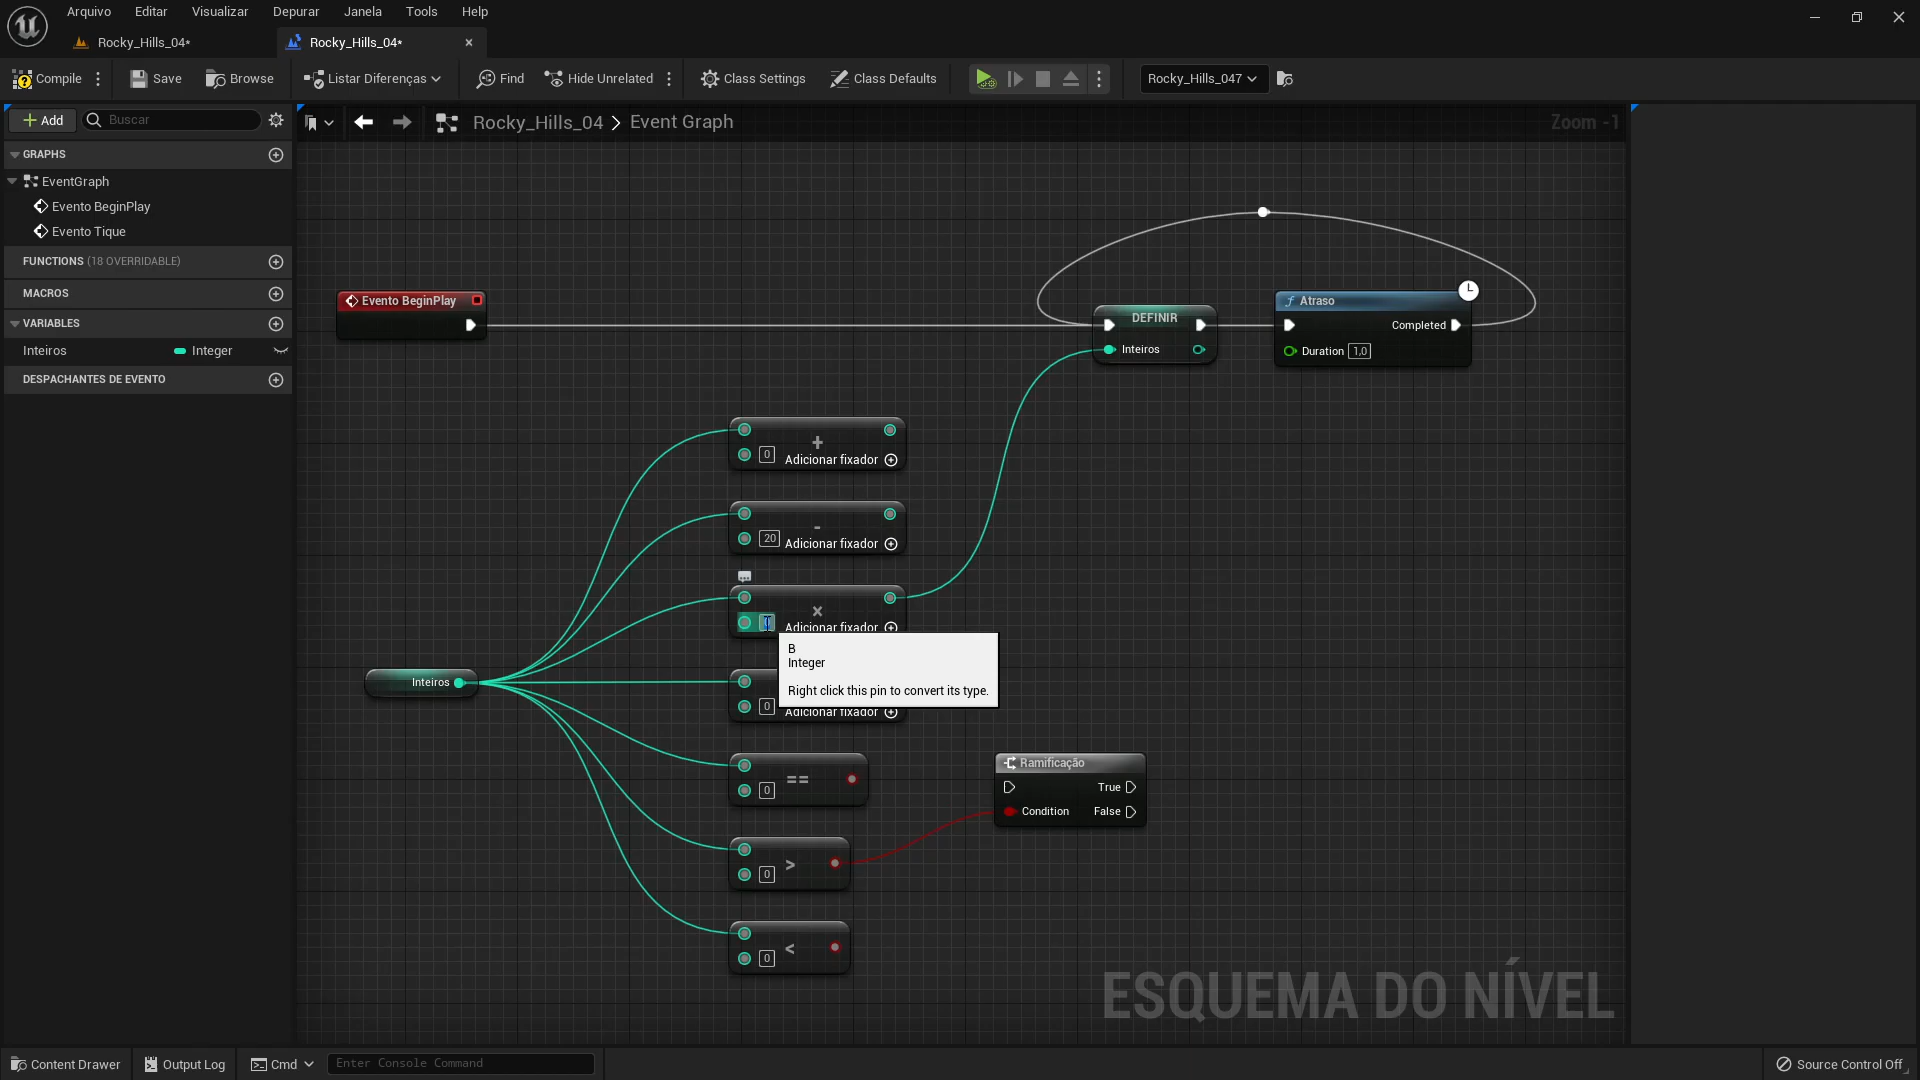 Arquivo Editar Visualizar Depurar Janela Tools Help
Rocky_Hills_04* Rocky_Hills_04*
Compile Save Browse Listar Diferenças Find Hide Unrelated Class Settings Class Defaults Rocky_Hills_047
Add Buscar
Rocky_Hills_04 > Event Graph Zoom -1
GRAPHS
EventGraph
Evento BeginPlay
Evento Tique
FUNCTIONS (18 OVERRIDABLE)
MACROS
VARIABLES
Inteiros Integer
DESPACHANTES DE EVENTO
Evento BeginPlay
DEFINIR
Inteiros
Atraso
Completed
Duration 1,0
+
0 Adicionar fixador
-
20 Adicionar fixador
×
Adicionar fixador
B
Integer
Right click this pin to convert its type.
Inteiros
0 Adicionar fixador
==
0
Ramificação
True
Condition False
>
0
<
0
ESQUEMA DO NÍVEL
Content Drawer Output Log Cmd Enter Console Command Source Control Off